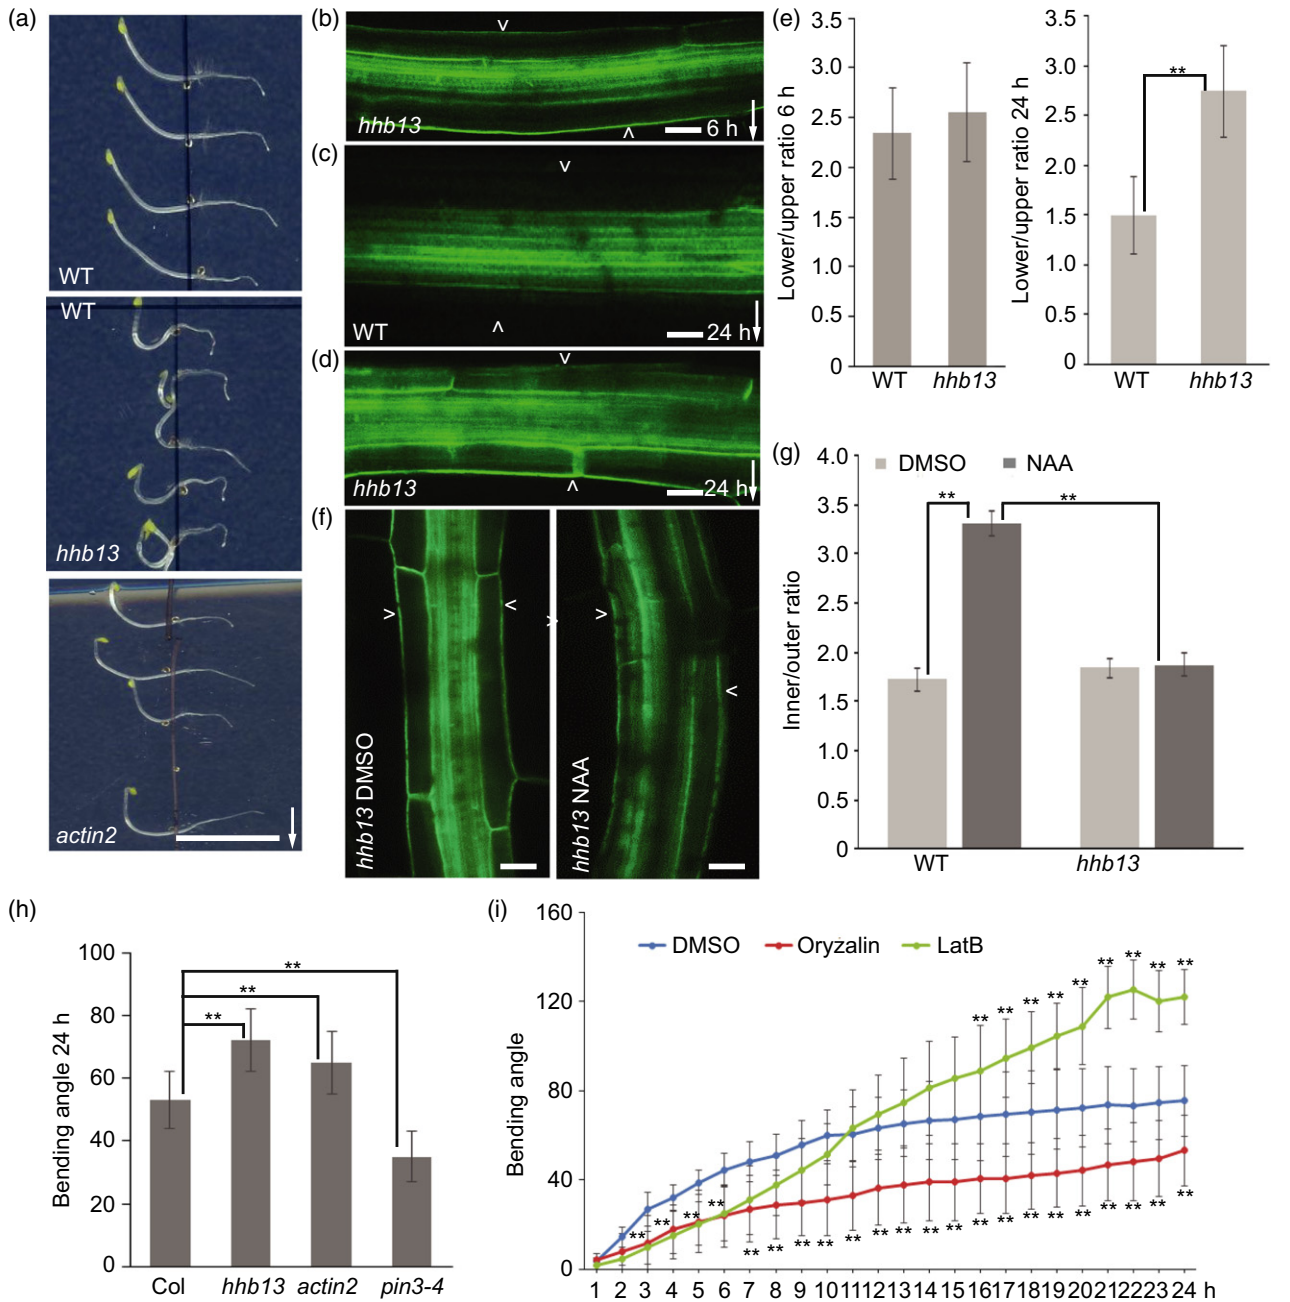 (a)
WT
WT
hhb13
actin2
(b)
hhb13
6 h
(c)
WT
24 h
(d)
hhb13
24 h
(e)
Lower/upper ratio 6 h
3.5
3.0
2.5
2.0
1.5
1.0
0.5
0
WT hhb13
Lower/upper ratio 24 h
3.5
3.0
2.5
2.0
1.5
1.0
0.5
0
**
WT hhb13
(f)
hhb13 DMSO
hhb13 NAA
(g)
DMSO NAA
Inner/outer ratio
4.0
3.5
3.0
2.5
2.0
1.5
1.0
0.5
0
** **
WT hhb13
(h)
Bending angle 24 h
100
80
60
40
20
0
**
**
**
Col hhb13 actin2 pin3-4
(i)
Bending angle
160
120
80
40
0
DMSO Oryzalin LatB
** ** ** ** ** ** ** ** **
** ** ** **
** ** ** ** ** ** ** ** ** ** ** ** ** ** ** ** ** **
1 2 3 4 5 6 7 8 9 10 11 12 13 14 15 16 17 18 19 20 21 22 23 24 h